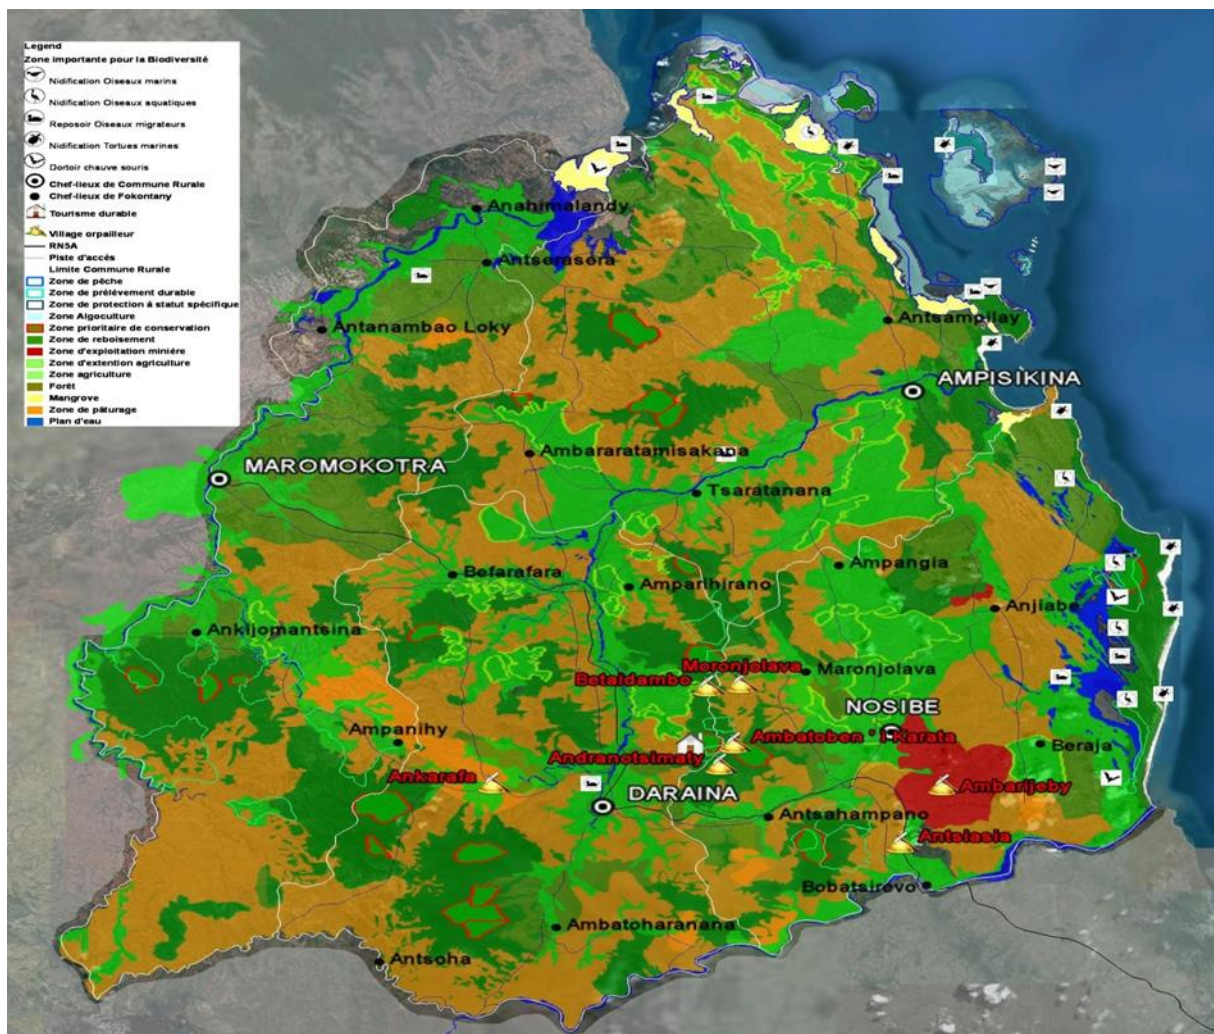 Legend
Zone importante pour la Biodiversité
Nidification Oiseaux marins
Nidification Oiseaux aquatiques
Reposoir Oiseaux migrateurs
Nidification Tortues marines
Dortoir chauve souris
Chef-lieux de Commune Rurale
Chef-lieux de Fokontany
Tourisme durable
Village orpailleur
RN5A
Piste d'accés
Limite Commune Rurale
Zone de pêche
Zone de prélévement durable
Zone de protection à statut spécifique
Zone Algoculture
Zone prioritaire de conservation
Zone de reboisement
Zone d'exploitation miniére
Zone d'extention agriculture
Zone agriculture
Forêt
Mangrove
Zone de pâturage
Plan d'eau
Anahimalandy
Antserasera
Antanambao Loky
Antsampilay
AMPISIKINA
Ambararatamisakana
MAROMOKOTRA
Tsaratanana
Befarafara
Amparihirano
Ampangia
Anjiabe
Ankijomantsina
Moronjolava
Maronjolava
Betaidambo
NOSIBE
Ampanihy
Ambatoben ' i Karata
Beraja
Andranotsimaty
Ankarafa
Ambarijeby
DARAINA
Antsahampano
Antsiasia
Bobatsirevo
Ambatoharanana
Antsoha